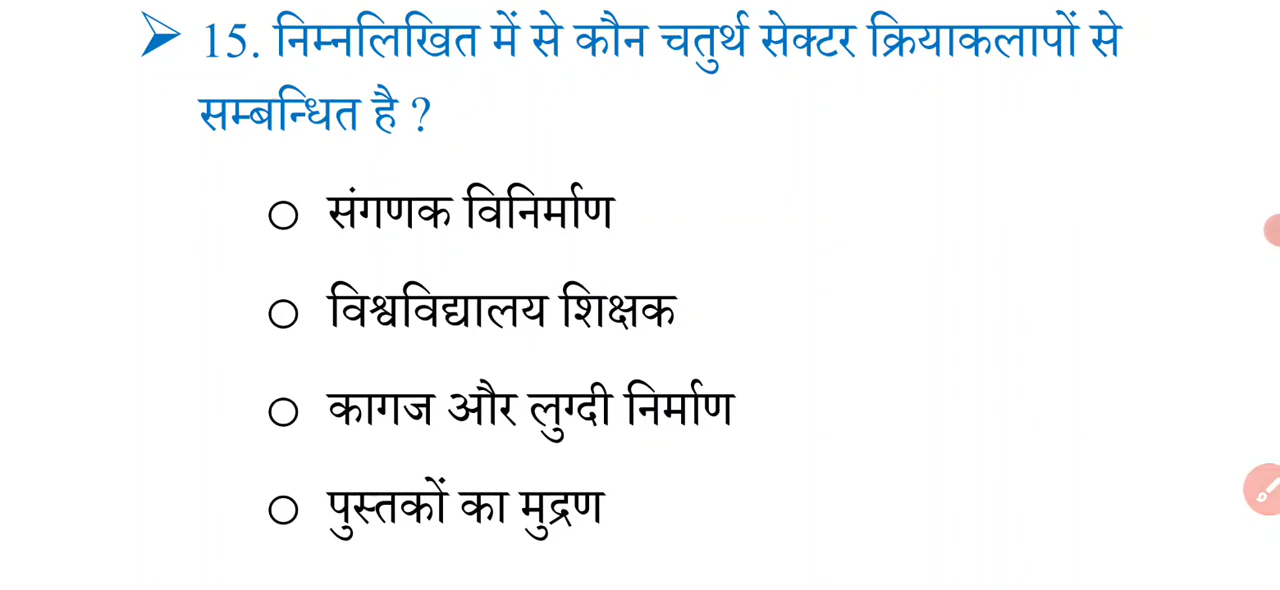 15. निम्नलिखित में से कौन चतुर्थ सेक्टर क्रियाकलापों से
सम्बन्धित है ?
संगणक विनिर्माण
विश्वविद्यालय शिक्षक
कागज और लुग्दी निर्माण
पुस्तकों का मुद्रण